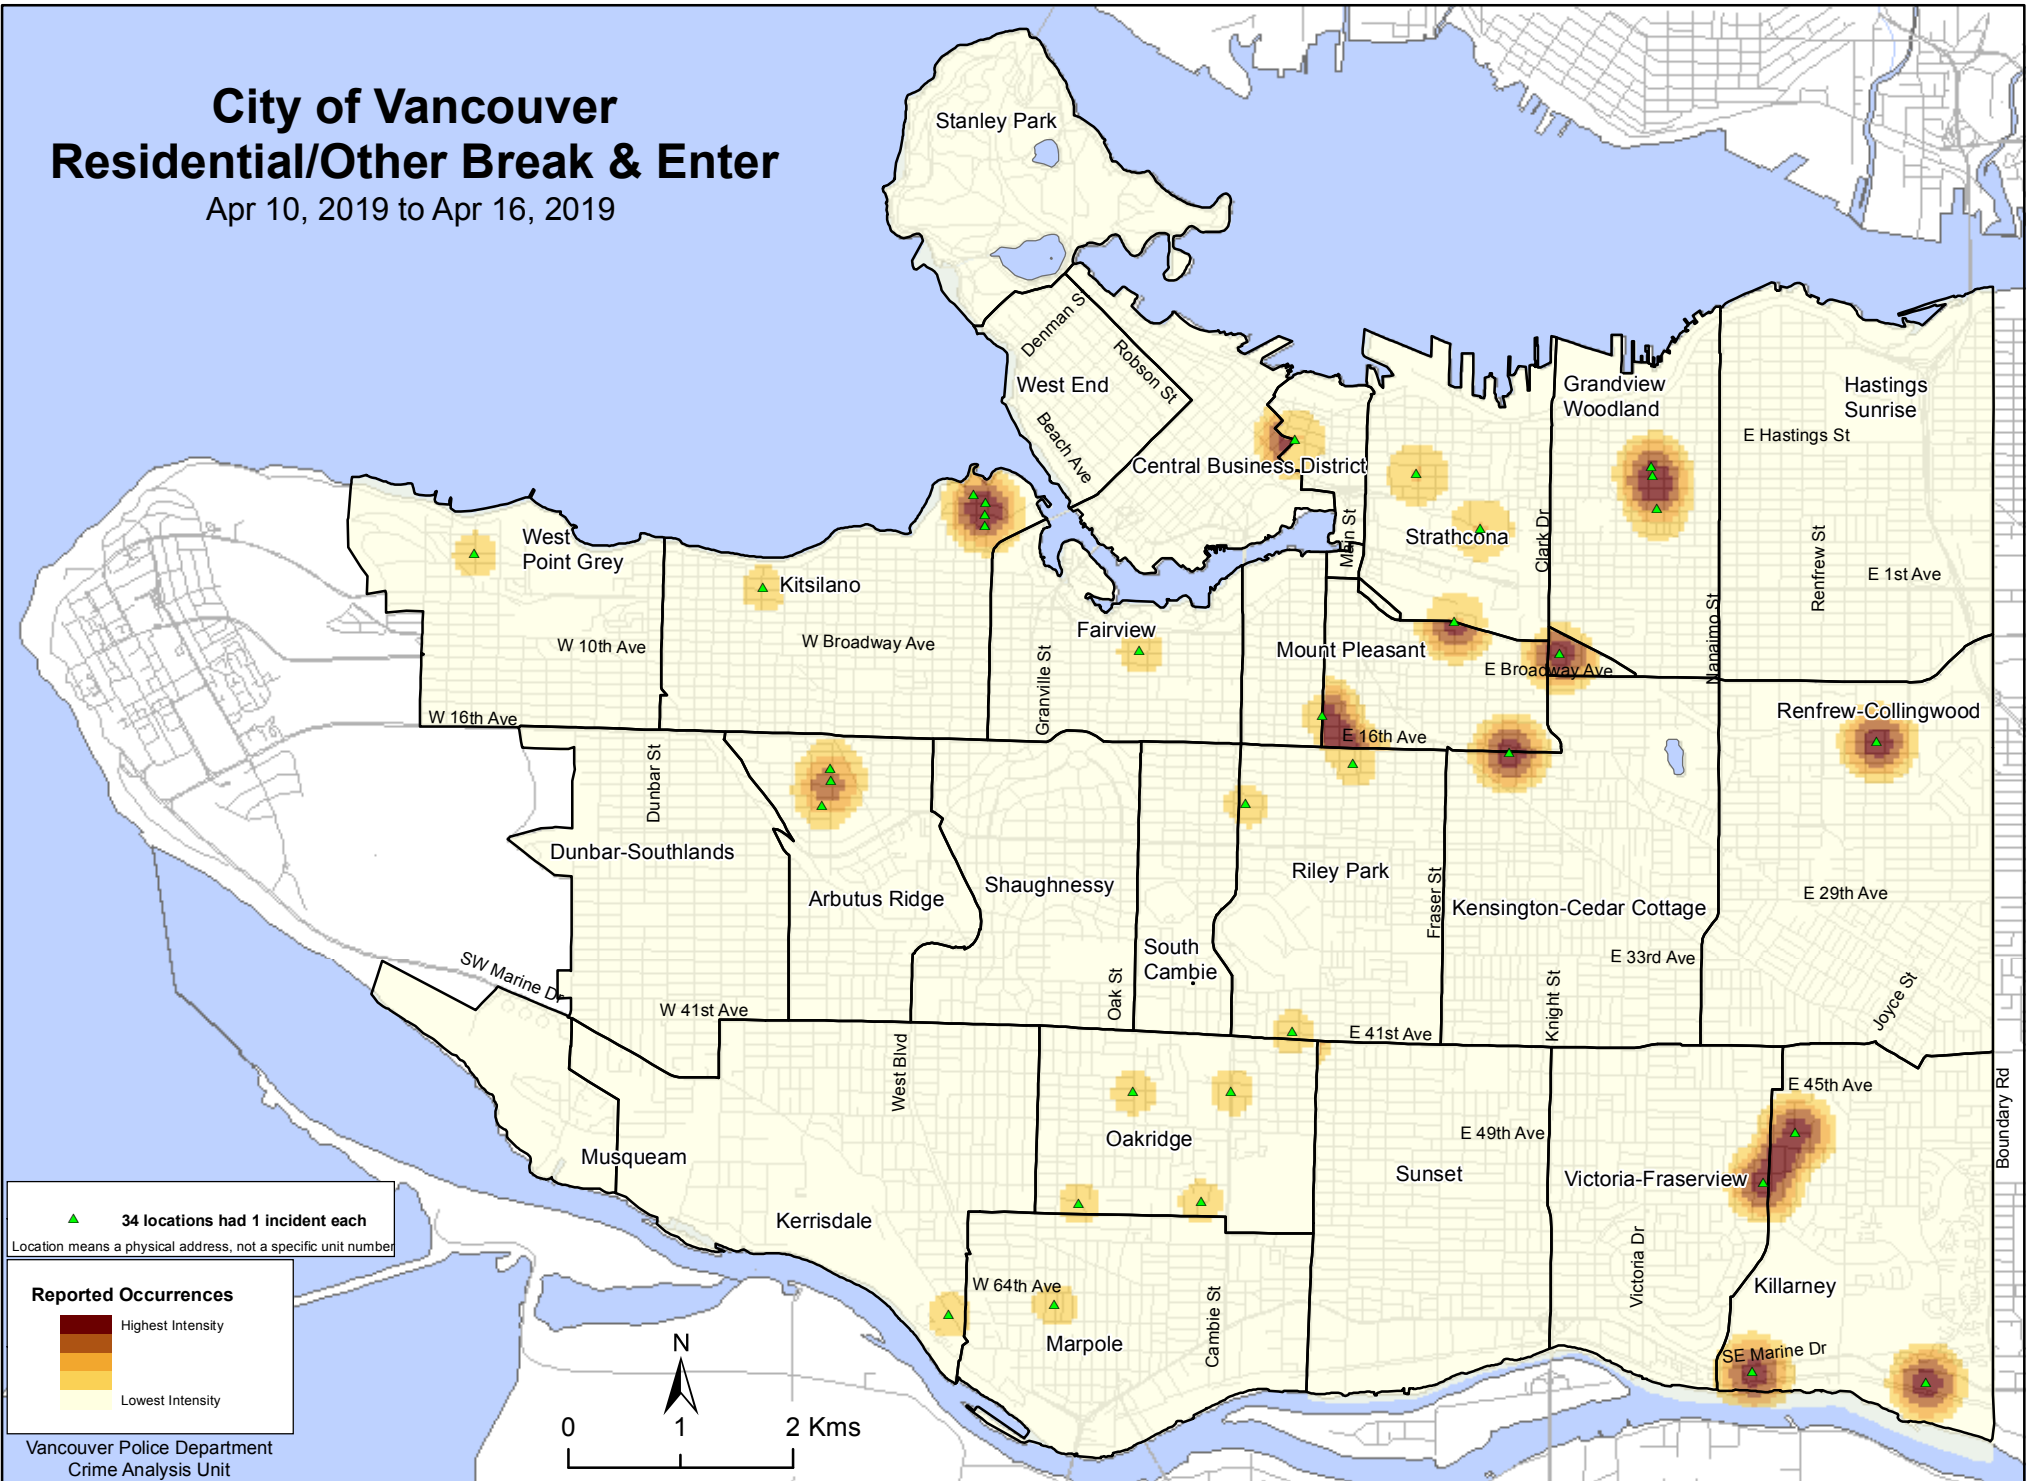 City of Vancouver
Residential/Other Break & Enter
Apr 10, 2019 to Apr 16, 2019
Stanley Park
Denman S
Robson St
West End
Beach Ave
Central Business District
Grandview
Woodland
Hastings
Sunrise
E Hastings St
Main St
Strathcona
Clark Dr
Renfrew St
E 1st Ave
Nanaimo St
West
Point Grey
Kitsilano
W 10th Ave
W Broadway Ave
Fairview
Granville St
Mount Pleasant
E Broadway Ave
W 16th Ave
E 16th Ave
Renfrew-Collingwood
Dunbar St
Dunbar-Southlands
Arbutus Ridge
Shaughnessy
South
Cambie
Riley Park
Fraser St
Kensington-Cedar Cottage
E 29th Ave
E 33rd Ave
SW Marine Dr
W 41st Ave
Oak St
E 41st Ave
Knight St
Joyce St
West Blvd
E 45th Ave
Boundary Rd
Oakridge
E 49th Ave
Sunset
Victoria-Fraserview
Musqueam
Kerrisdale
W 64th Ave
Marpole
Cambie St
Victoria Dr
Killarney
SE Marine Dr
34 locations had 1 incident each
Location means a physical address, not a specific unit number
Reported Occurrences
Highest Intensity
Lowest Intensity
Vancouver Police Department
Crime Analysis Unit
N
0 1 2 Kms